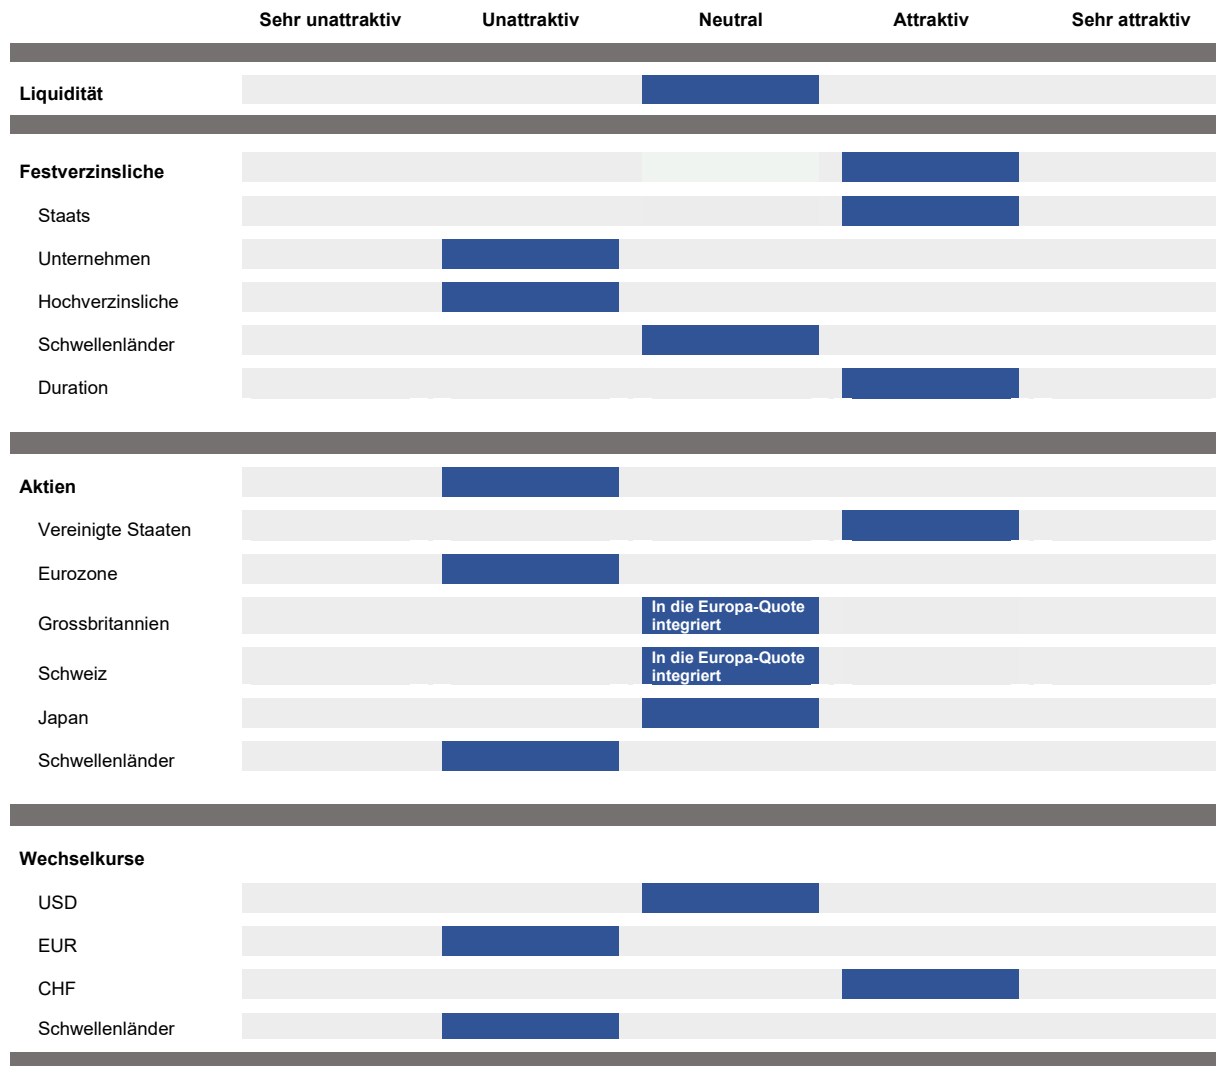 Sehr unattraktiv Unattraktiv Neutral Attraktiv Sehr attraktiv
Liquidität
Festverzinsliche
Staats
Unternehmen
Hochverzinsliche
Schwellenländer
Duration
Aktien
Vereinigte Staaten
Eurozone
Grossbritannien
In die Europa-Quote
integriert
Schweiz
In die Europa-Quote
integriert
Japan
Schwellenländer
Wechselkurse
USD
EUR
CHF
Schwellenländer